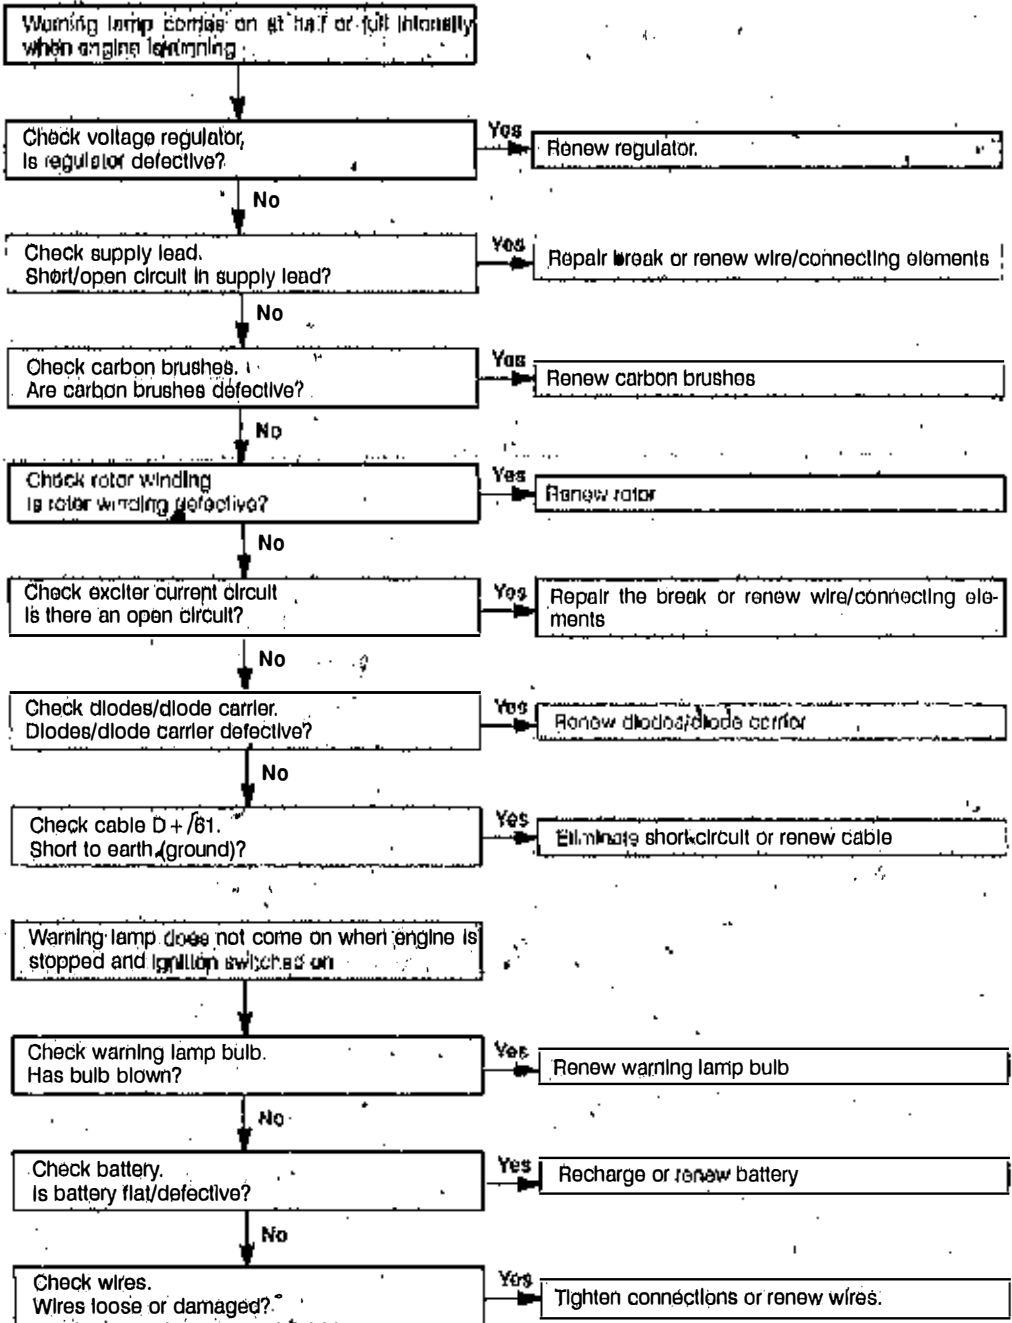 Warning lamp comes on at half or full intensity
when engine is running
Check voltage regulator,
Is regulator defective?
Yes
Renew regulator.
No
Check supply lead.
Short/open circuit in supply lead?
Yes
Repair break or renew wire/connecting elements
No
Check carbon brushes.
Are carbon brushes defective?
Yes
Renew carbon brushes
No
Check rotor winding
Is rotor winding defective?
Yes
Renew rotor
No
Check exciter current circuit
Is there an open circuit?
Yes
Repair the break or renew wire/connecting ele-
ments
No
Check diodes/diode carrier.
Diodes/diode carrier defective?
Yes
Renew diodes/diode carrier
No
Check cable D+/61.
Short to earth (ground)?
Yes
Eliminate short-circuit or renew cable
Warning lamp does not come on when engine is
stopped and ignition switched on
Check warning lamp bulb.
Has bulb blown?
Yes
Renew warning lamp bulb
No
Check battery.
Is battery flat/defective?
Yes
Recharge or renew battery
No
Check wires.
Wires loose or damaged?
Yes
Tighten connections or renew wires.